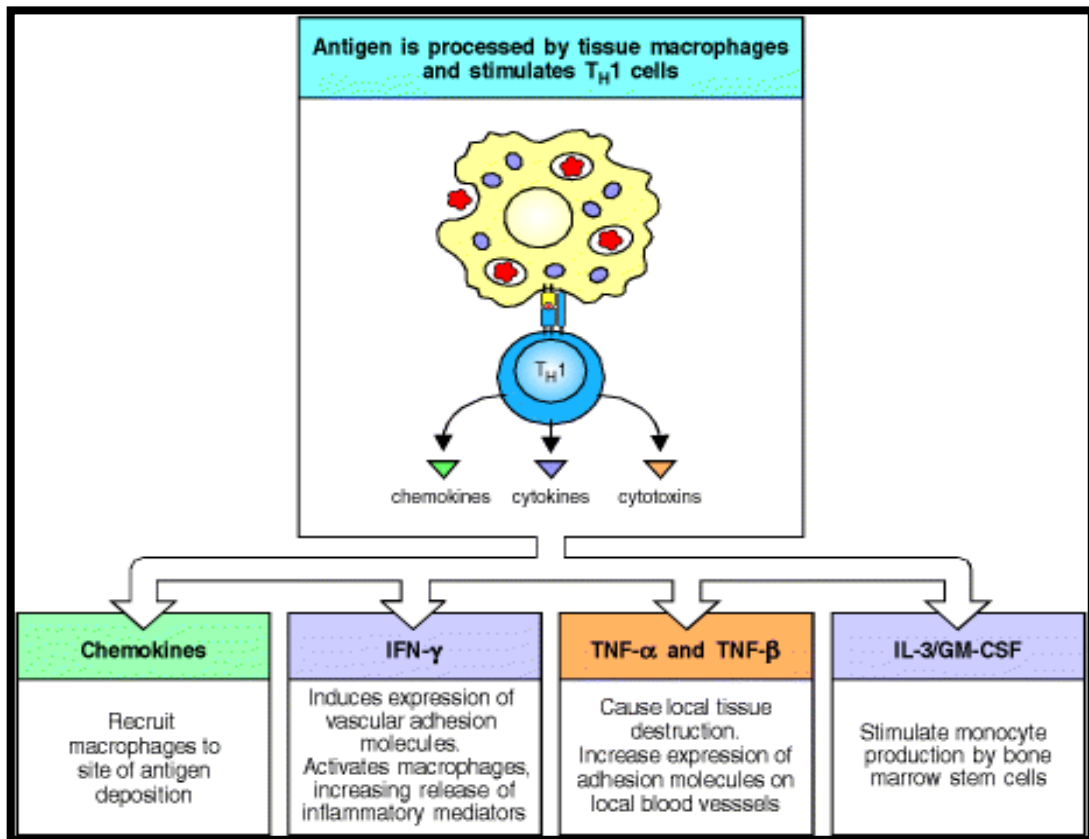 Antigen is processed by tissue macrophages
and stimulates TH1 cells
TH1
chemokines
cytokines
cytotoxins
Chemokines
Recruit
macrophages to
site of antigen
deposition
IFN-γ
Induces expression of
vascular adhesion
molecules.
Activates macrophages,
increasing release of
inflammatory mediators
TNF-α and TNF-β
Cause local tissue
destruction.
Increase expression of
adhesion molecules on
local blood vesssels
IL-3/GM-CSF
Stimulate monocyte
production by bone
marrow stem cells